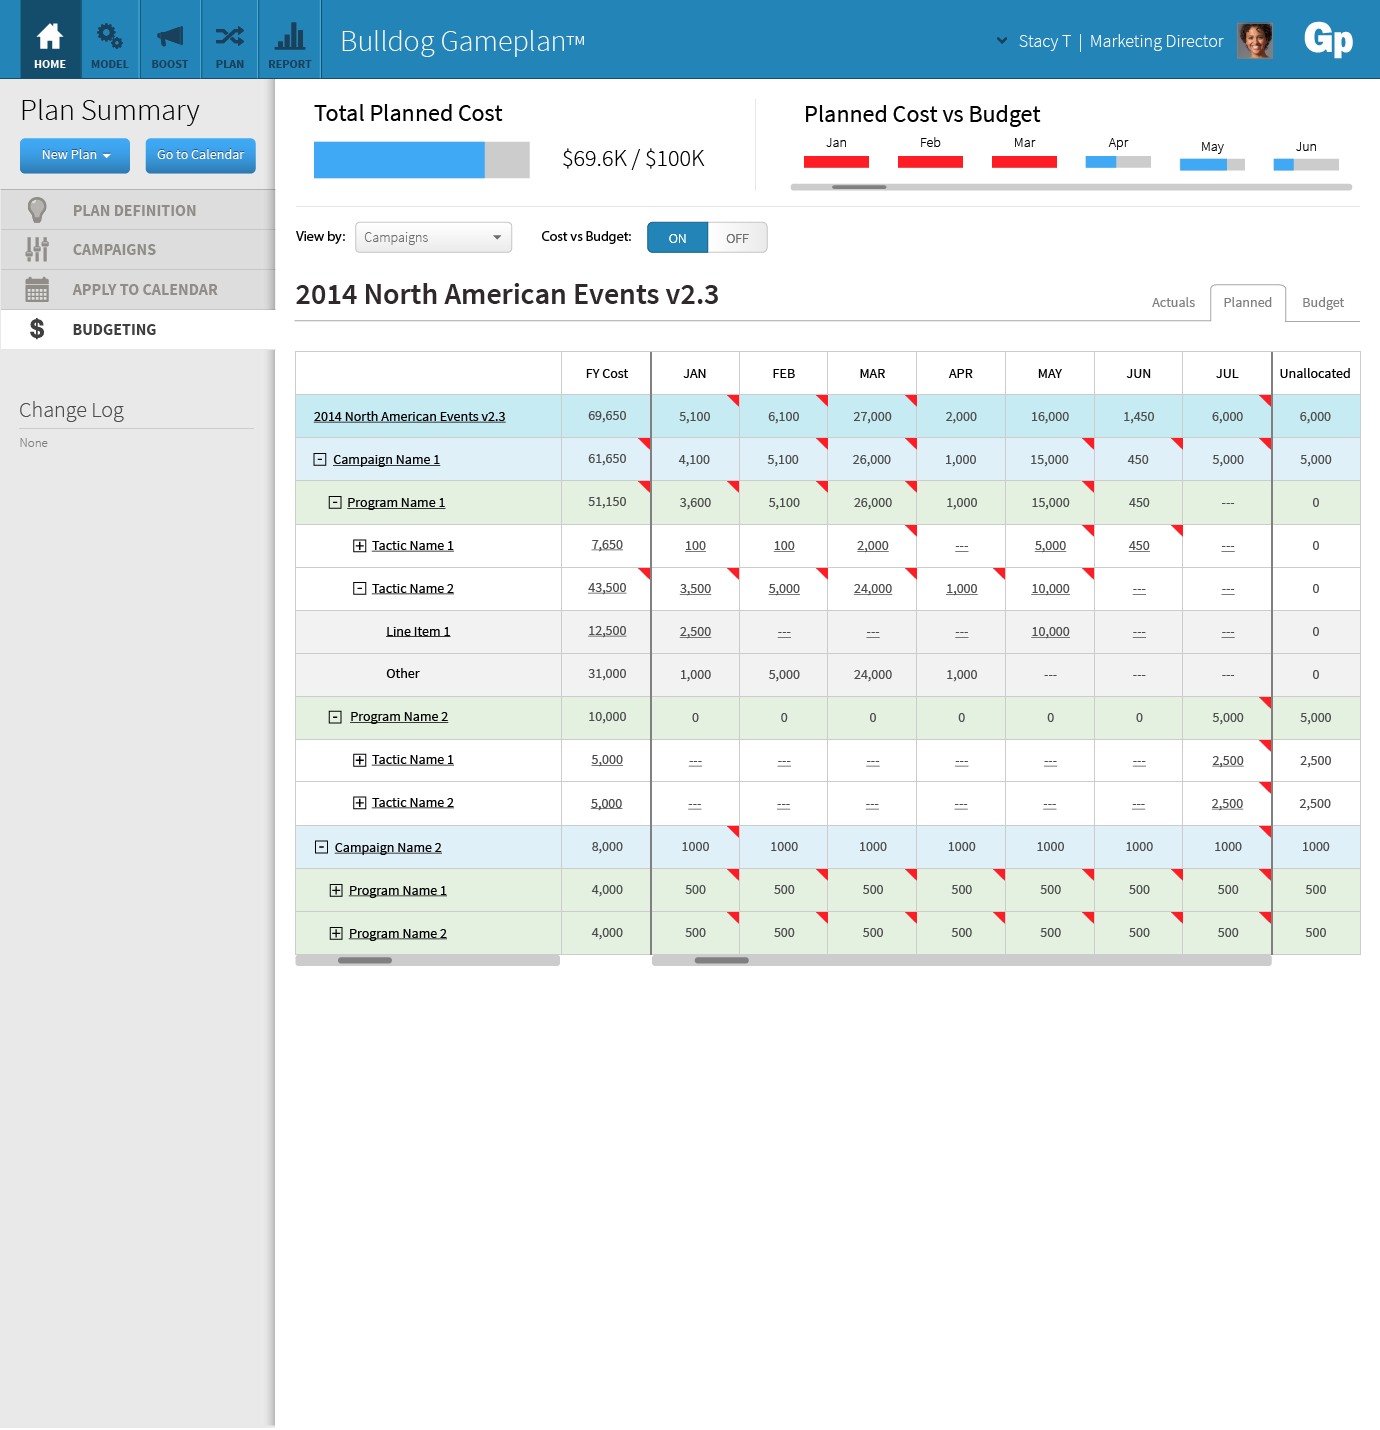 HOME MODEL BOOST PLAN REPORT Bulldog Gameplan™ Stacy T | Marketing Director Gp
Plan Summary
New Plan Go to Calendar
PLAN DEFINITION
CAMPAIGNS
APPLY TO CALENDAR
$ BUDGETING
Change Log
None
Total Planned Cost
$69.6K / $100K
Planned Cost vs Budget
Jan Feb Mar Apr May Jun
View by: Campaigns Cost vs Budget: ON OFF
2014 North American Events v2.3
Actuals Planned Budget
FY Cost JAN FEB MAR APR MAY JUN JUL Unallocated
2014 North American Events v2.3 69,650 5,100 6,100 27,000 2,000 16,000 1,450 6,000 6,000
Campaign Name 1 61,650 4,100 5,100 26,000 1,000 15,000 450 5,000 5,000
Program Name 1 51,150 3,600 5,100 26,000 1,000 15,000 450 --- 0
Tactic Name 1 7,650 100 100 2,000 --- 5,000 450 --- 0
Tactic Name 2 43,500 3,500 5,000 24,000 1,000 10,000 --- --- 0
Line Item 1 12,500 2,500 --- --- --- 10,000 --- --- 0
Other 31,000 1,000 5,000 24,000 1,000 --- --- --- 0
Program Name 2 10,000 0 0 0 0 0 0 5,000 5,000
Tactic Name 1 5,000 --- --- --- --- --- --- 2,500 2,500
Tactic Name 2 5,000 --- --- --- --- --- --- 2,500 2,500
Campaign Name 2 8,000 1000 1000 1000 1000 1000 1000 1000 1000
Program Name 1 4,000 500 500 500 500 500 500 500 500
Program Name 2 4,000 500 500 500 500 500 500 500 500